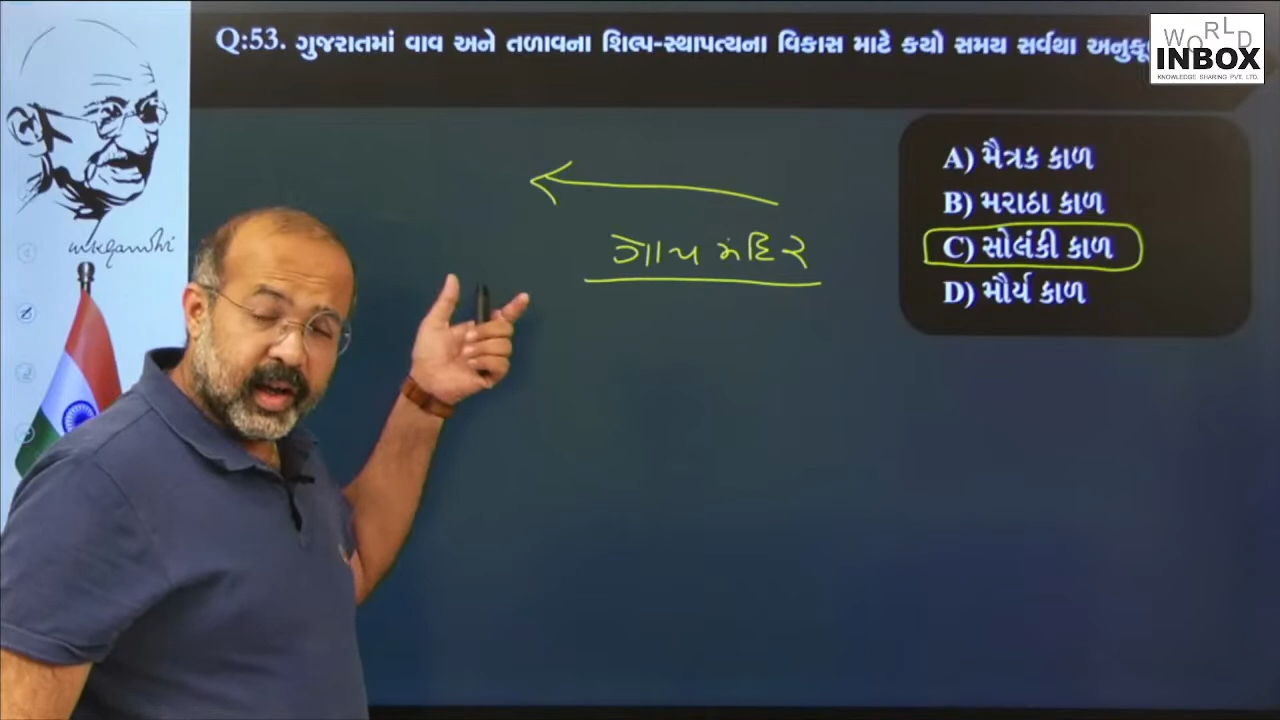 Q:53. ગુજરાતમાં વાવ અને તળાવના શિલ્પ-સ્થાપત્યના વિકાસ માટે કયો સમય સર્વથા
WORLD
INBOX
KNOWLEDGE SHARING PVT. LTD.
A) મૈત્રક કાળ
B) મરાઠા કાળ
C) સોલંકી કાળ
D) મૌર્ય કાળ
ગાય મંદિર
mkgandhi